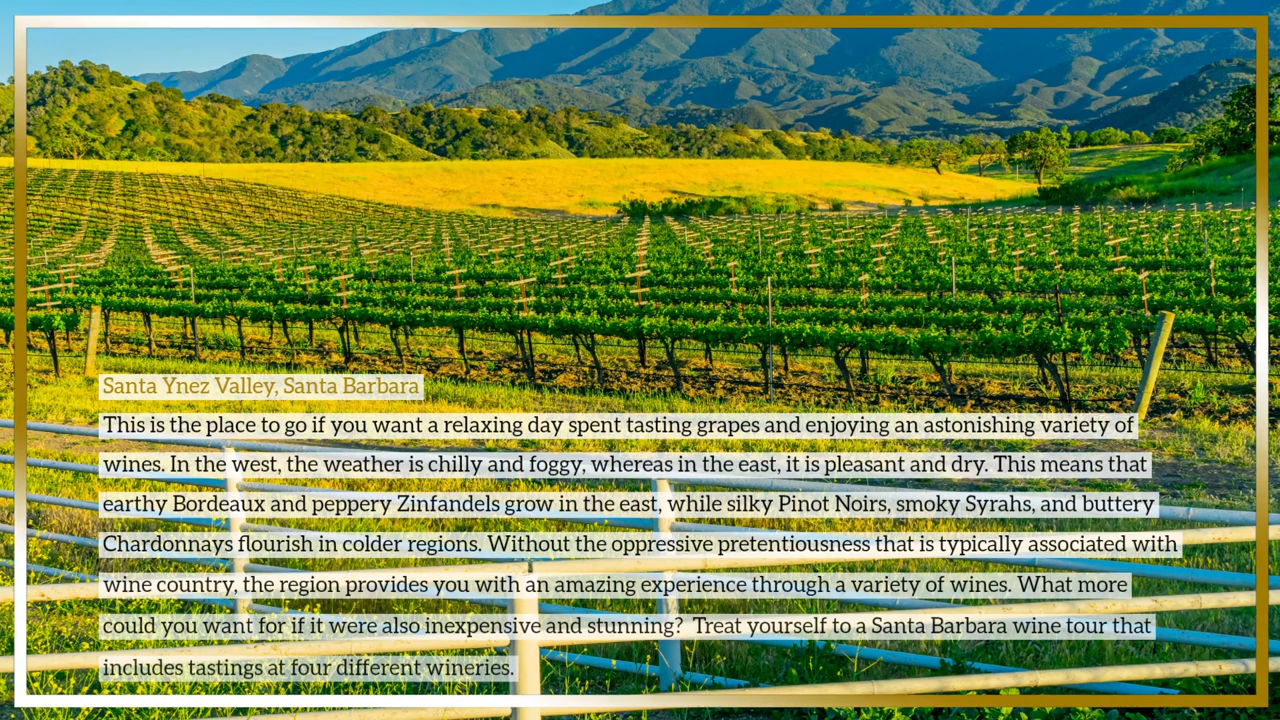 Santa Ynez Valley, Santa Barbara
This is the place to go if you want a relaxing day spent tasting grapes and enjoying an astonishing variety of
wines. In the west, the weather is chilly and foggy, whereas in the east, it is pleasant and dry. This means that
earthy Bordeaux and peppery Zinfandels grow in the east, while silky Pinot Noirs, smoky Syrahs, and buttery
Chardonnays flourish in colder regions. Without the oppressive pretentiousness that is typically associated with
wine country, the region provides you with an amazing experience through a variety of wines. What more
could you want for if it were also inexpensive and stunning?  Treat yourself to a Santa Barbara wine tour that
includes tastings at four different wineries.